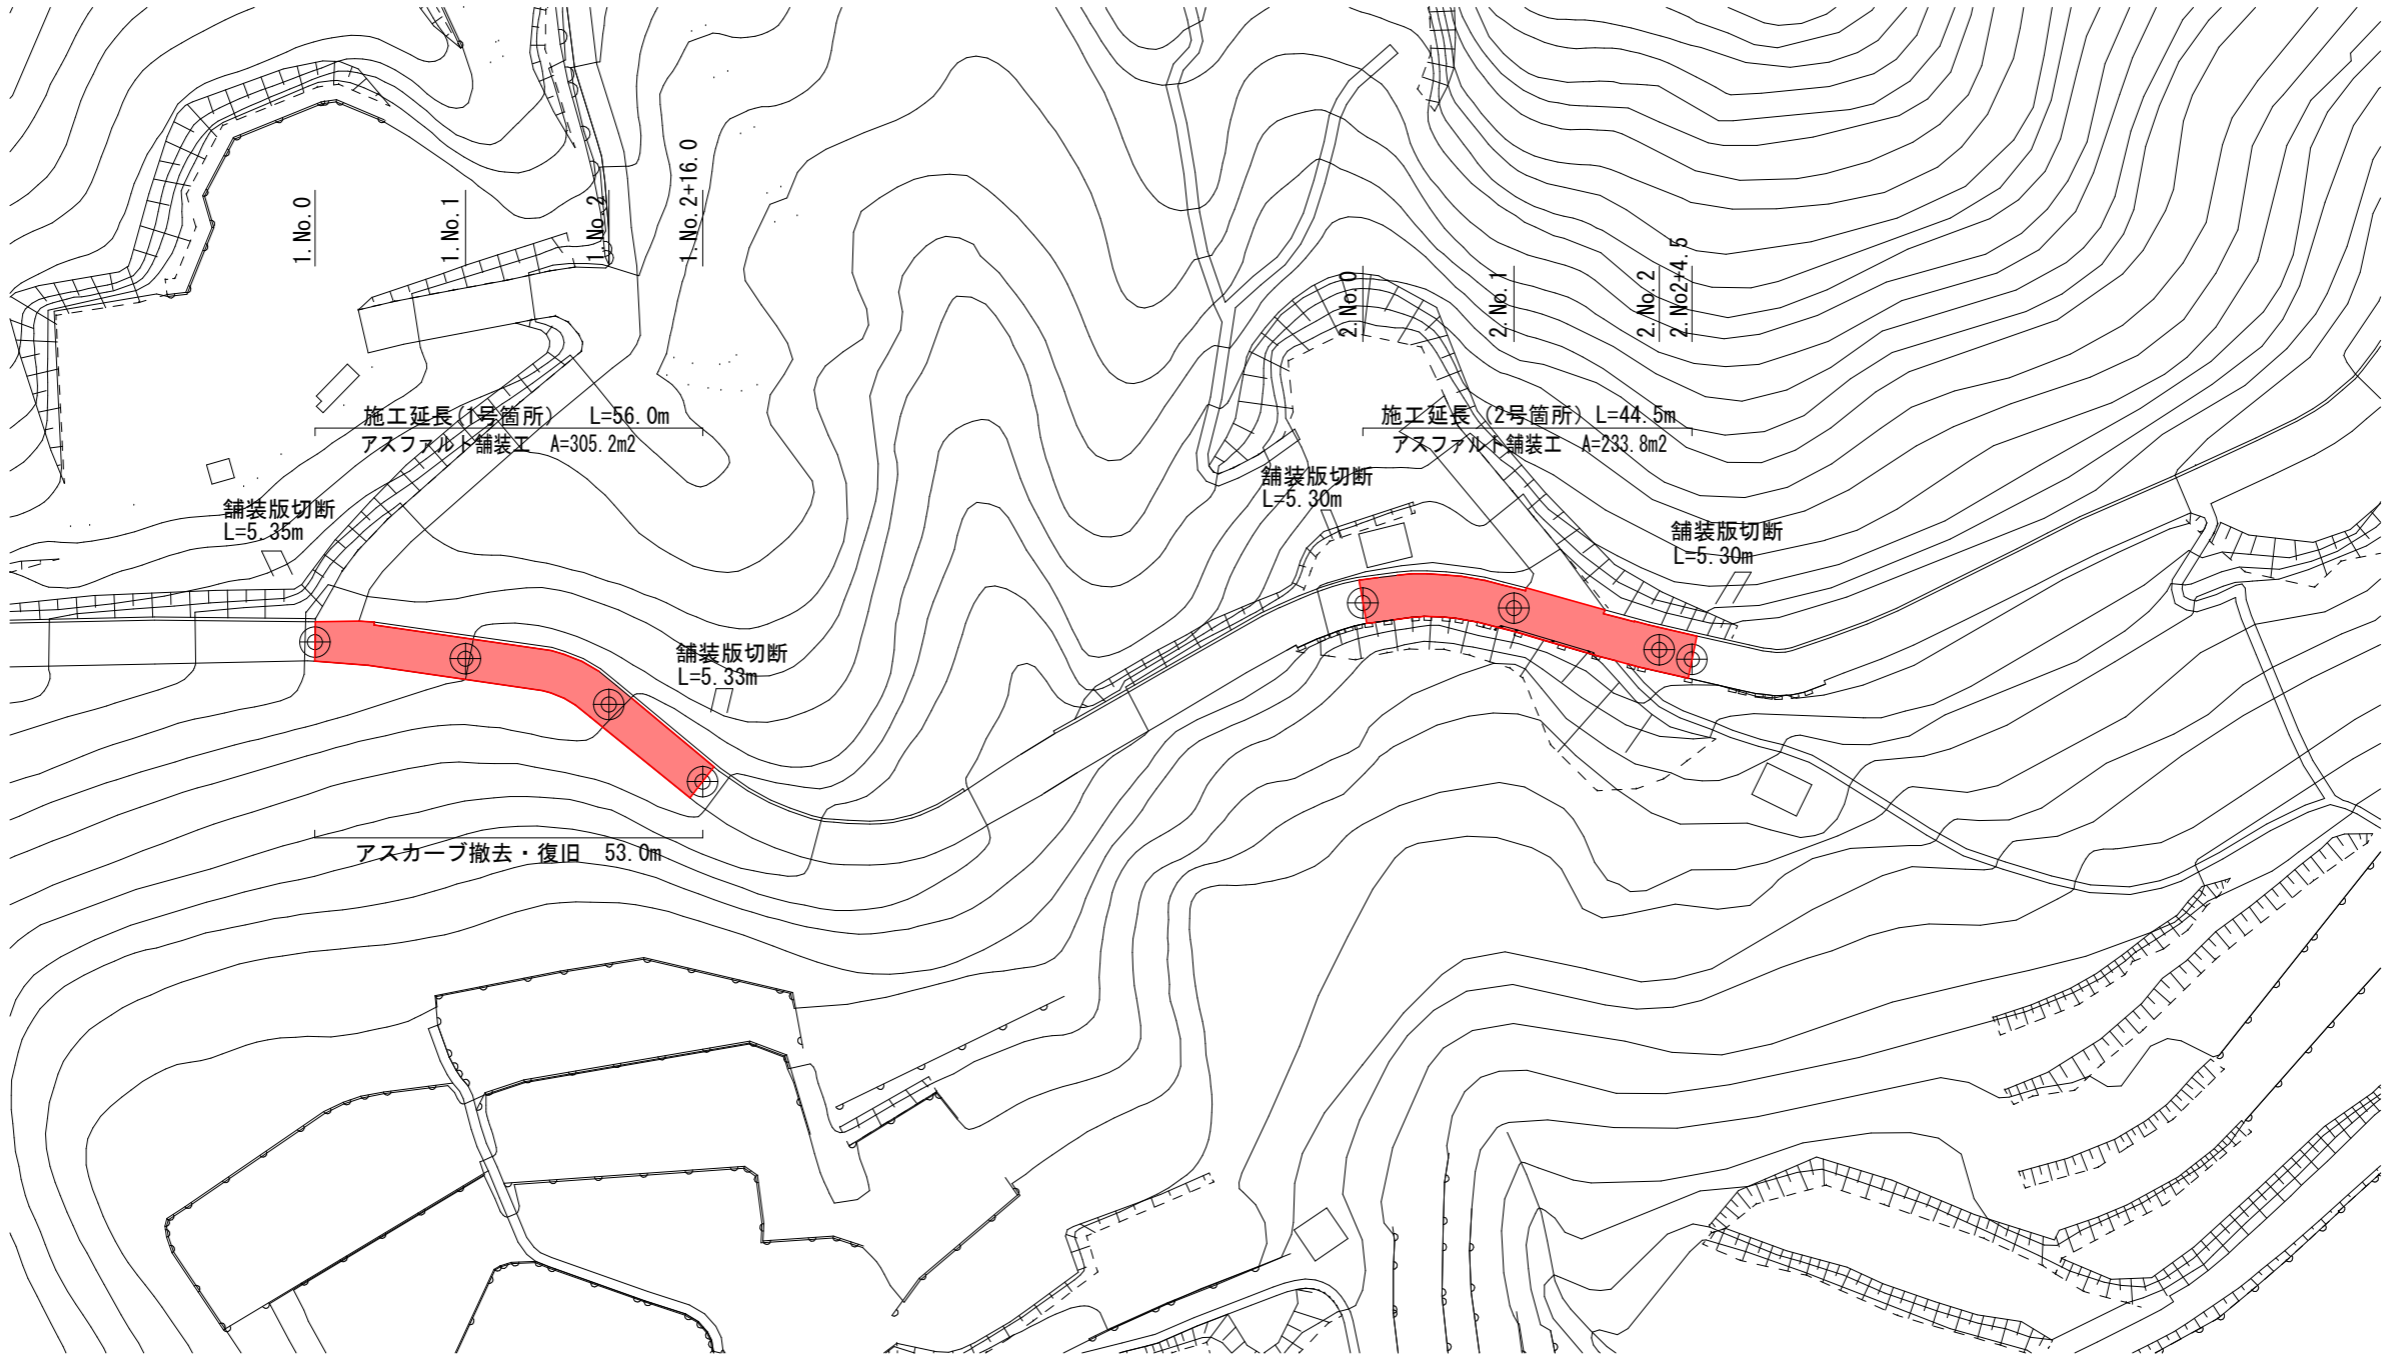 1.No.0
1.No.1
1.No.2
1.No.2+16.0
2.No.0
2.No.1
2.No.2
2.No2+4.5
施工延長(1号箇所) L=56.0m
アスファルト舗装工 A=305.2m2
施工延長(2号箇所)L=44.5m
アスファルト舗装工 A=233.8m2
舗装版切断
L=5.35m
舗装版切断
L=5.30m
舗装版切断
L=5.30m
舗装版切断
L=5.33m
アスカーブ撤去・復旧 53.0m